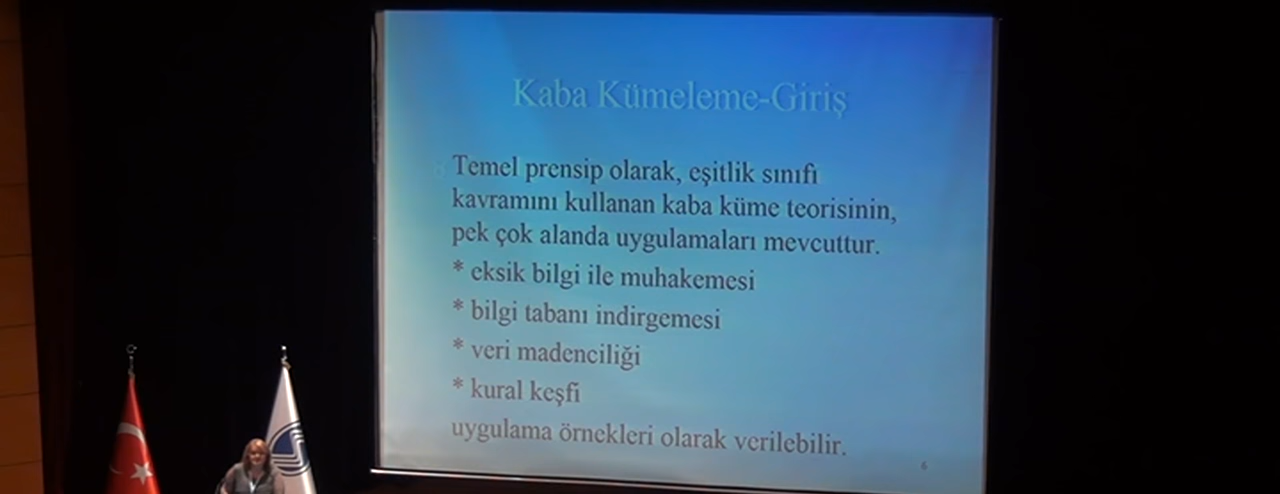 Kaba Kümeleme-Giriş
Temel prensip olarak, eşitlik sınıfı
kavramını kullanan kaba küme teorisinin,
pek çok alanda uygulamaları mevcuttur.
* eksik bilgi ile muhakemesi
* bilgi tabanı indirgemesi
* veri madenciliği
* kural keşfi
uygulama örnekleri olarak verilebilir.
6